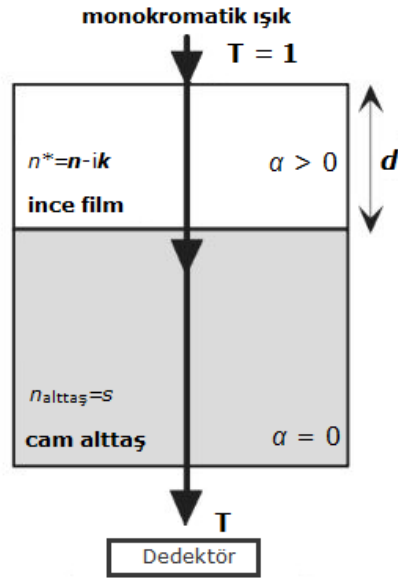 monokromatik ışık
T = 1
n*=n-ik
α > 0
d
ince film
nalttaş=s
cam alttaş
α = 0
T
Dedektör